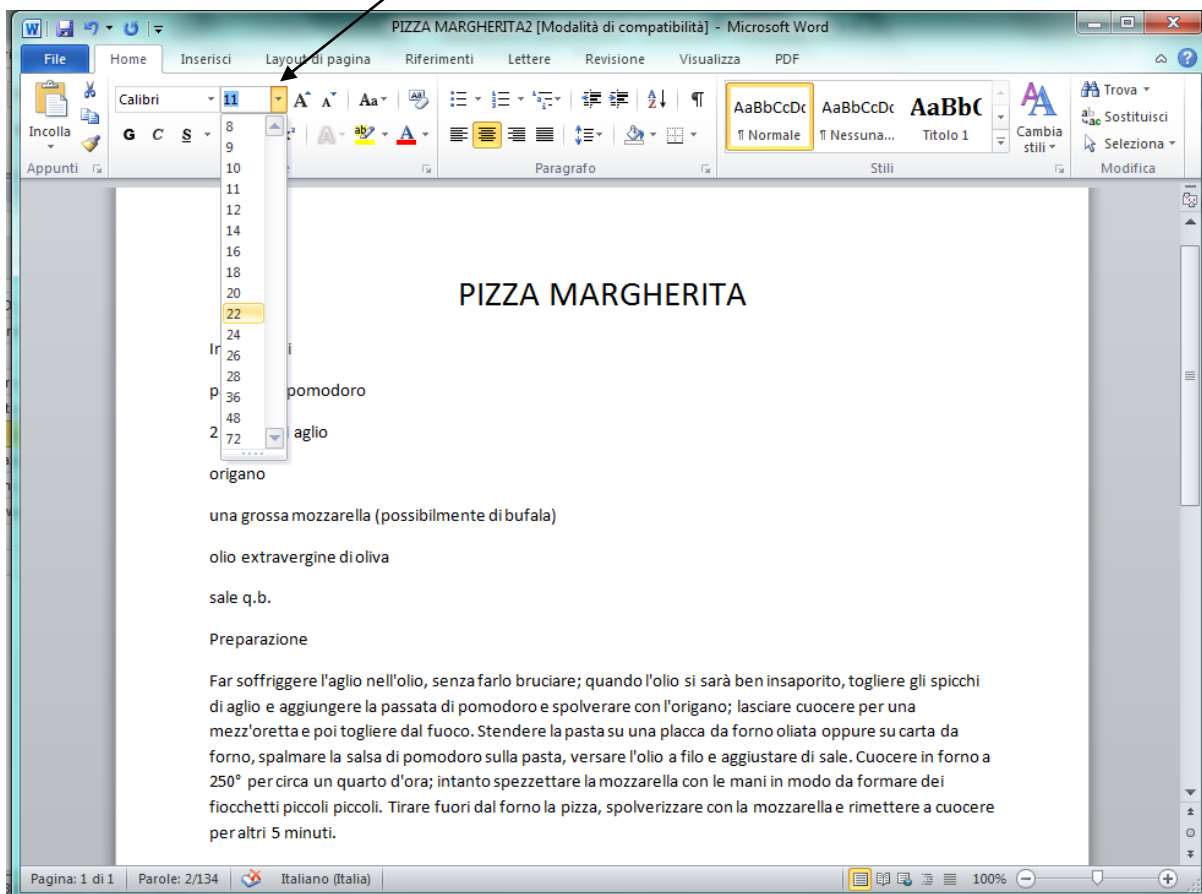 PIZZA MARGHERITA2 [Modalità di compatibilità] - Microsoft Word
File Home Inserisci Layout di pagina Riferimenti Lettere Revisione Visualizza PDF
Calibri 11 A A Aa
Incolla
G C S A
AaBbCcDc AaBbCcDc AaBb(
¶ Normale ¶ Nessuna... Titolo 1
Cambia stili
Trova
Sostituisci
Seleziona
Appunti Paragrafo Stili Modifica
8
9
10
11
12
14
16
18
20
22
24
26
28
36
48
72
PIZZA MARGHERITA
pomodoro
2 aglio
origano
una grossa mozzarella (possibilmente di bufala)
olio extravergine di oliva
sale q.b.
Preparazione
Far soffriggere l'aglio nell'olio, senza farlo bruciare; quando l'olio si sarà ben insaporito, togliere gli spicchi
di aglio e aggiungere la passata di pomodoro e spolverare con l'origano; lasciare cuocere per una
mezz'oretta e poi togliere dal fuoco. Stendere la pasta su una placca da forno oliata oppure su carta da
forno, spalmare la salsa di pomodoro sulla pasta, versare l'olio a filo e aggiustare di sale. Cuocere in forno a
250° per circa un quarto d'ora; intanto spezzettare la mozzarella con le mani in modo da formare dei
fiocchetti piccoli piccoli. Tirare fuori dal forno la pizza, spolverizzare con la mozzarella e rimettere a cuocere
per altri 5 minuti.
Pagina: 1 di 1 Parole: 2/134 Italiano (Italia) 100%